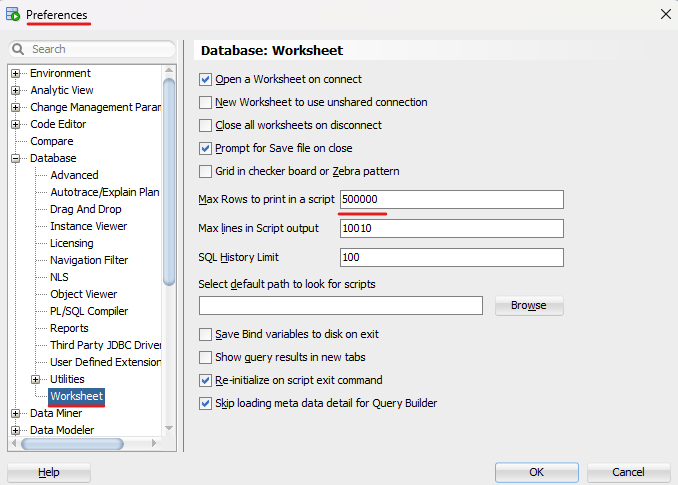 Preferences
Search
Environment
Analytic View
Change Management Param
Code Editor
Compare
Database
Advanced
Autotrace/Explain Plan
Drag And Drop
Instance Viewer
Licensing
Navigation Filter
NLS
Object Viewer
PL/SQL Compiler
Reports
Third Party JDBC Driver
User Defined Extension
Utilities
Worksheet
Data Miner
Data Modeler
Database: Worksheet
Open a Worksheet on connect
New Worksheet to use unshared connection
Close all worksheets on disconnect
Prompt for Save file on close
Grid in checker board or Zebra pattern
Max Rows to print in a script 500000
Max lines in Script output 10010
SQL History Limit 100
Select default path to look for scripts
Browse
Save Bind variables to disk on exit
Show query results in new tabs
Re-initialize on script exit command
Skip loading meta data detail for Query Builder
Help OK Cancel